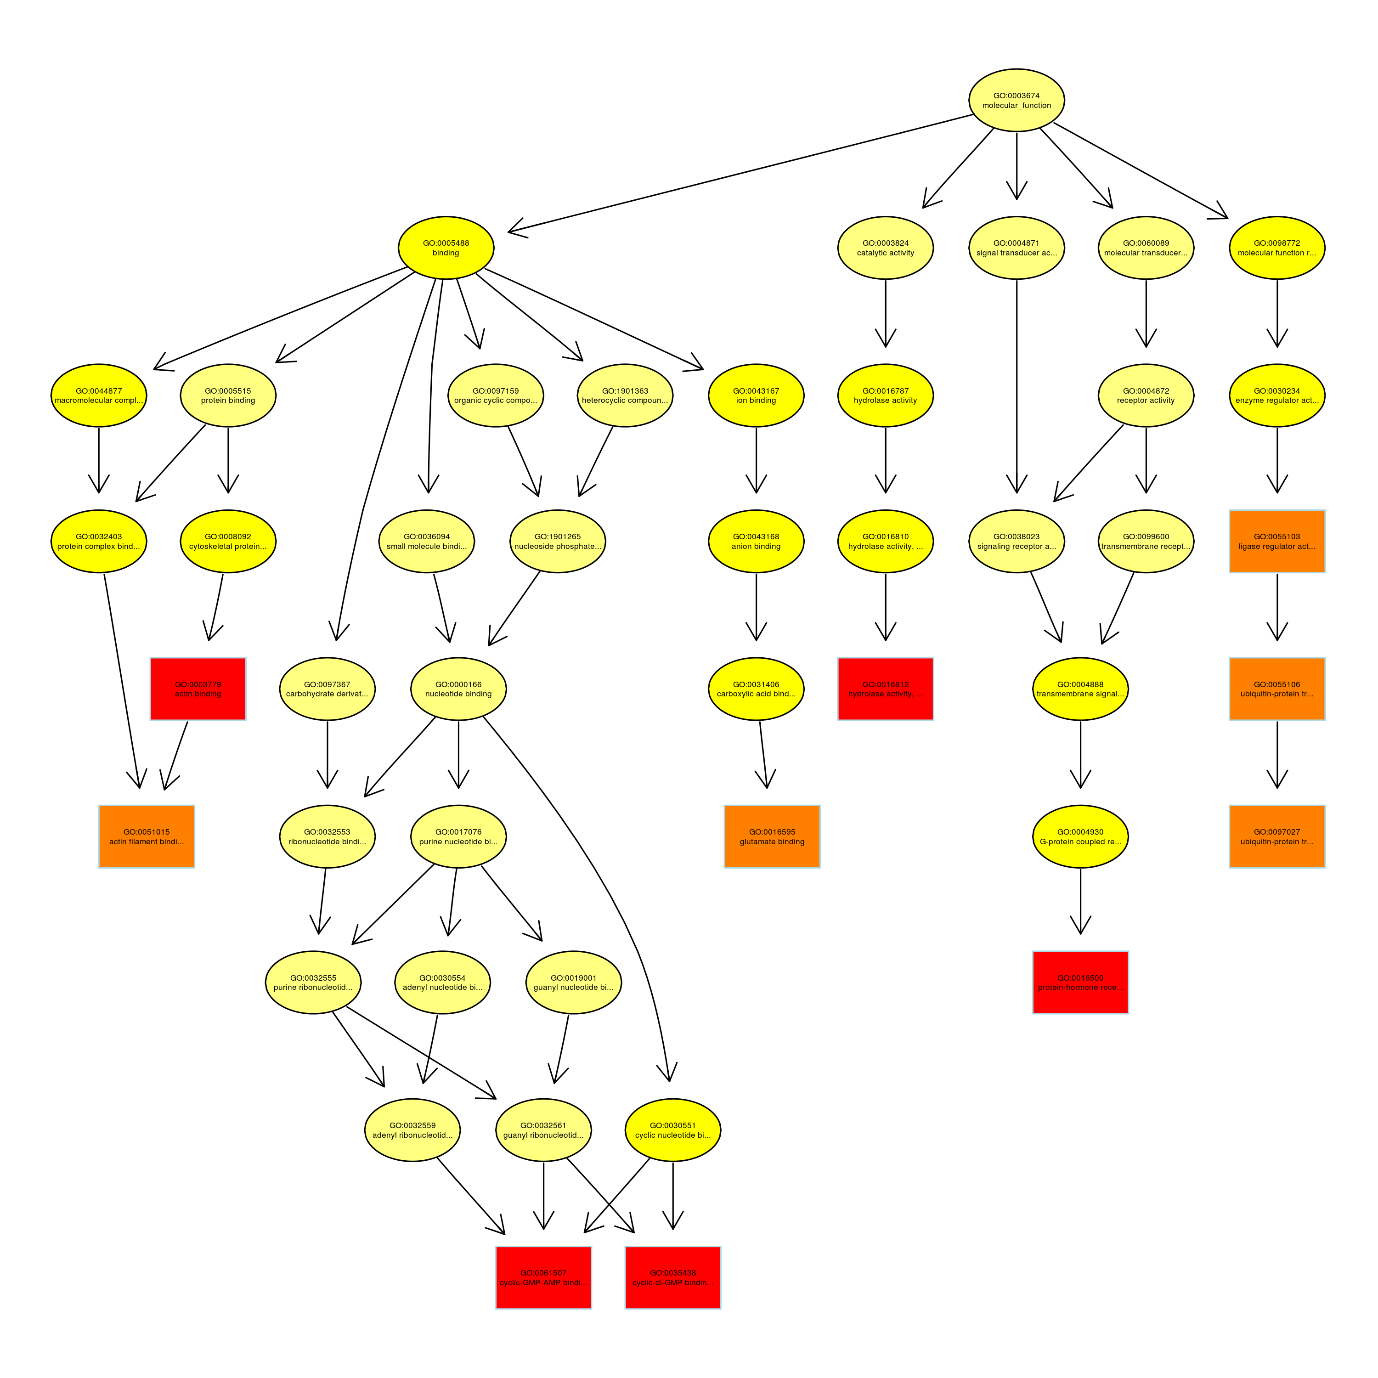 GO:0003674
molecular_function
GO:0005488
binding
GO:0003824
catalytic activity
GO:0004871
signal transducer ac...
GO:0060089
molecular transducer...
GO:0098772
molecular function r...
GO:0044877
macromolecular compl...
GO:0005515
protein binding
GO:0097159
organic cyclic compo...
GO:1901363
heterocyclic compoun...
GO:0043167
ion binding
GO:0016787
hydrolase activity
GO:0004872
receptor activity
GO:0030234
enzyme regulator act...
GO:0032403
protein complex bind...
GO:0008092
cytoskeletal protein...
GO:0036094
small molecule bindi...
GO:1901265
nucleoside phosphate...
GO:0043168
anion binding
GO:0016810
hydrolase activity, ...
GO:0038023
signaling receptor a...
GO:0099600
transmembrane recept...
GO:0055103
ligase regulator act...
GO:0003779
actin binding
GO:0097367
carbohydrate derivat...
GO:0000166
nucleotide binding
GO:0031406
carboxylic acid bind...
GO:0016812
hydrolase activity, ...
GO:0004888
transmembrane signal...
GO:0055106
ubiquitin-protein tr...
GO:0051015
actin filament bindi...
GO:0032553
ribonucleotide bindi...
GO:0017076
purine nucleotide bi...
GO:0016595
glutamate binding
GO:0004930
G-protein coupled re...
GO:0097027
ubiquitin-protein tr...
GO:0032555
purine ribonucleotid...
GO:0030554
adenyl nucleotide bi...
GO:0019001
guanyl nucleotide bi...
GO:0016500
protein-hormone rece...
GO:0032559
adenyl ribonucleotid...
GO:0032561
guanyl ribonucleotid...
GO:0030551
cyclic nucleotide bi...
GO:0061507
cyclic-GMP-AMP bindi...
GO:0035438
cyclic-di-GMP bindin...